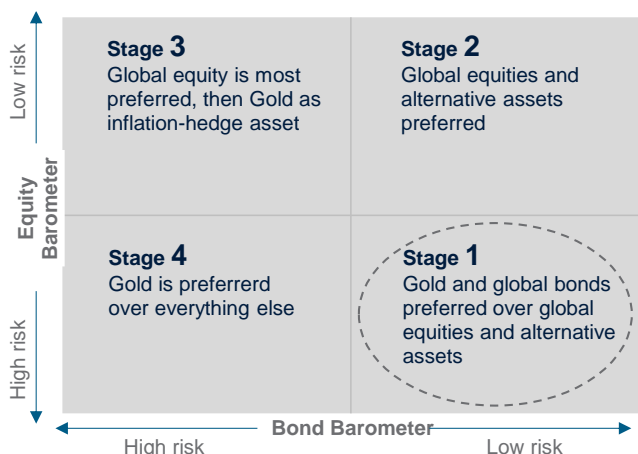 Low risk
Equity
Barometer
High risk
Stage 3
Global equity is most
preferred, then Gold as
inflation-hedge asset
Stage 2
Global equities and
alternative assets
preferred
Stage 4
Gold is preferrerd
over everything else
Stage 1
Gold and global bonds
preferred over global
equities and alternative
assets
Bond Barometer
High risk
Low risk